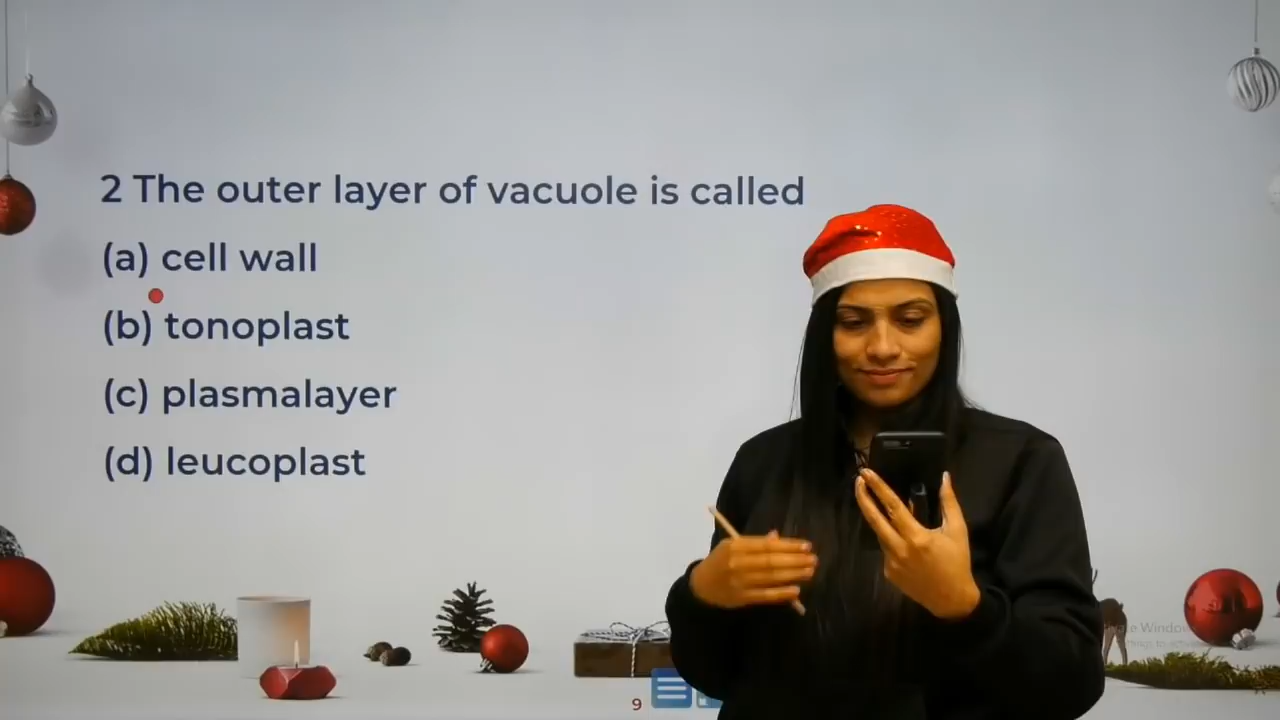 2 The outer layer of vacuole is called
(a) cell wall
(b) tonoplast
(c) plasmalayer
(d) leucoplast
9